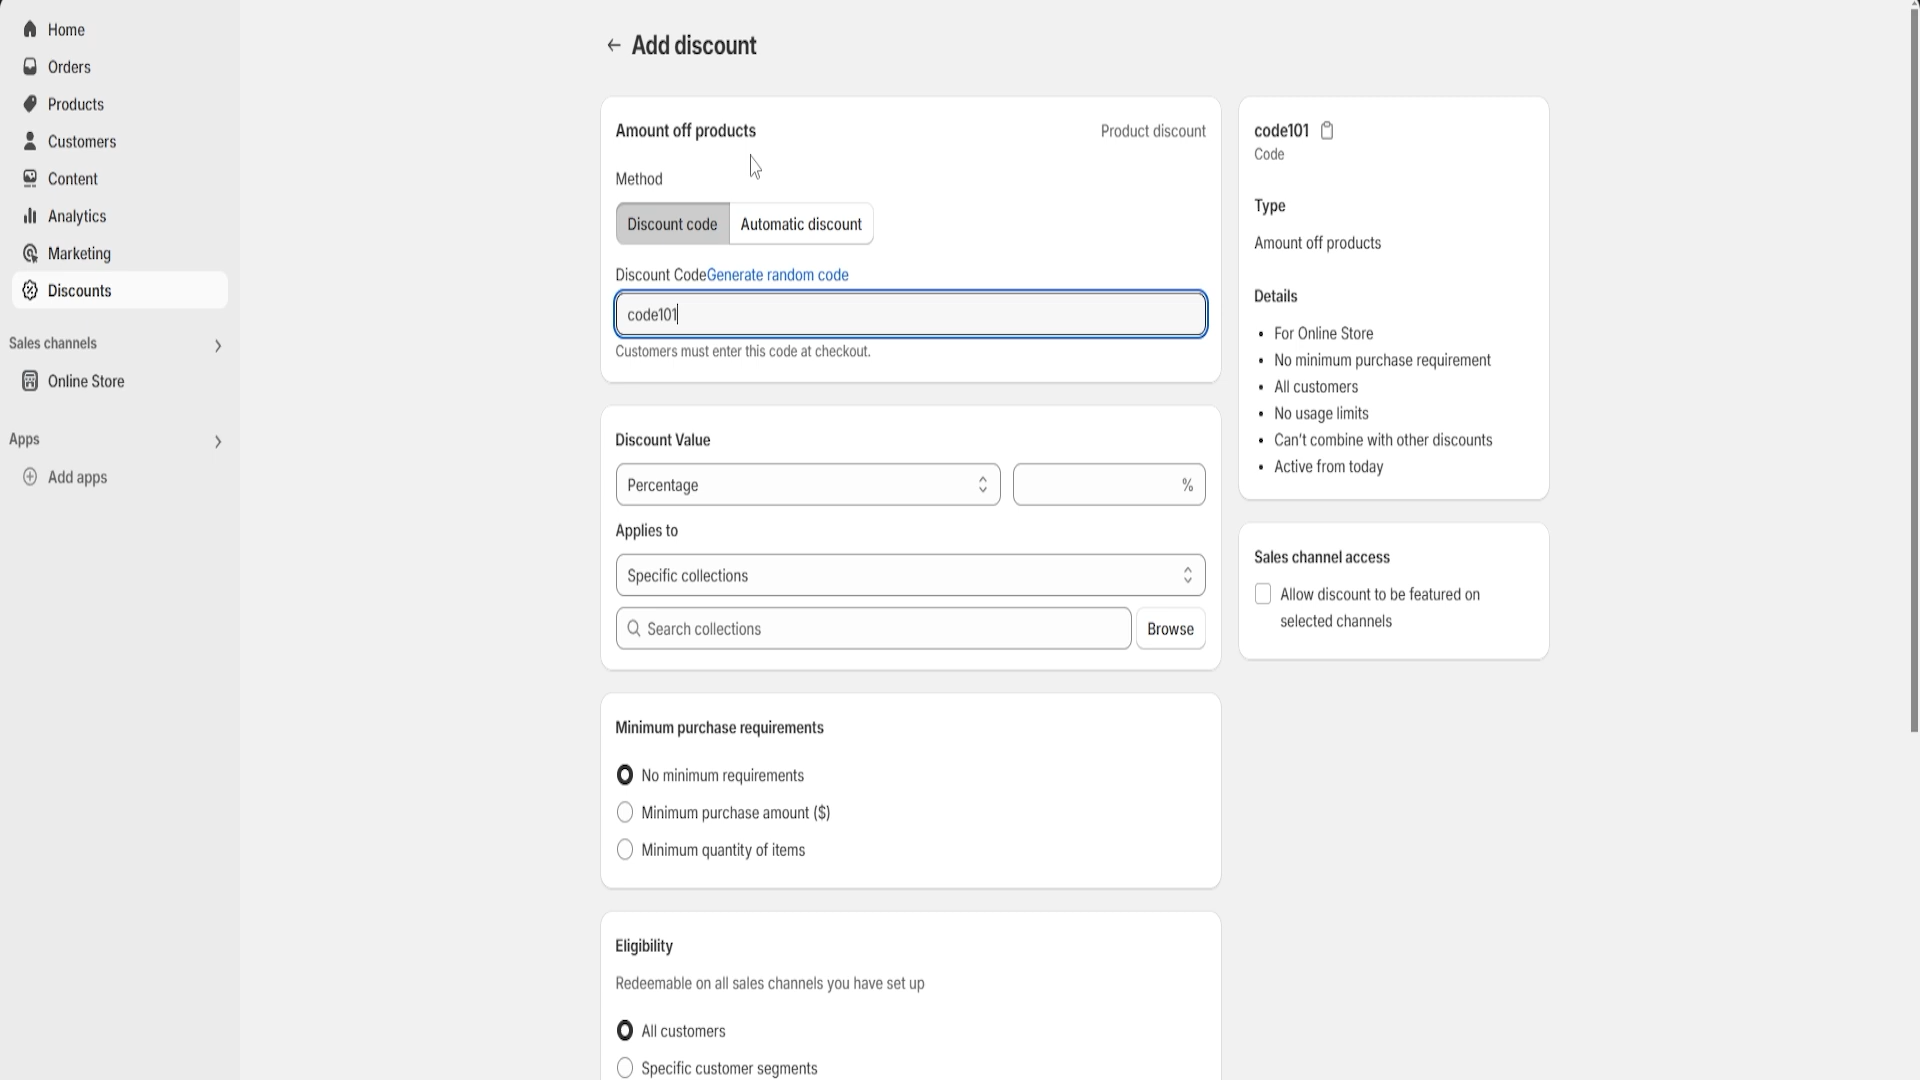 Home
Orders
Products
Customers
Content
Analytics
Marketing
Discounts
Sales channels
Online Store
Apps
Add apps
Add discount
Amount off products
Product discount
Method
Discount code
Automatic discount
Discount CodeGenerate random code
code101
Customers must enter this code at checkout.
Discount Value
Percentage
%
Applies to
Specific collections
Search collections
Browse
Minimum purchase requirements
No minimum requirements
Minimum purchase amount ($)
Minimum quantity of items
Eligibility
Redeemable on all sales channels you have set up
All customers
Specific customer segments
code101
Code
Type
Amount off products
Details
• For Online Store
• No minimum purchase requirement
• All customers
• No usage limits
• Can't combine with other discounts
• Active from today
Sales channel access
Allow discount to be featured on
selected channels